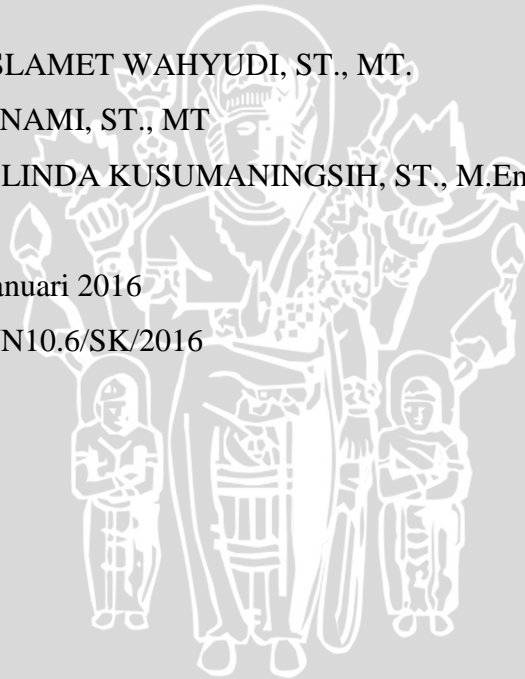 SLAMET WAHYUDI, ST., MT.
NAMI, ST., MT
LINDA KUSUMANINGSIH, ST., M.En
anuari 2016
N10.6/SK/2016